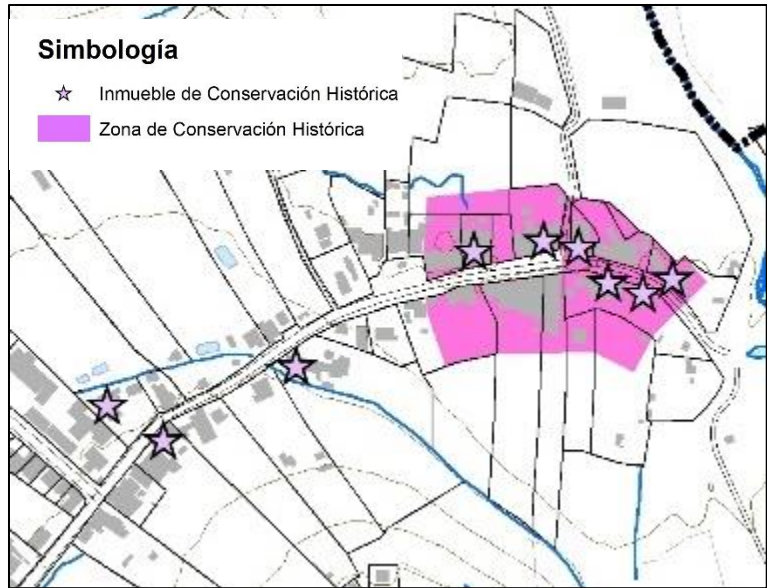 Simbología
Inmueble de Conservación Histórica
Zona de Conservación Histórica